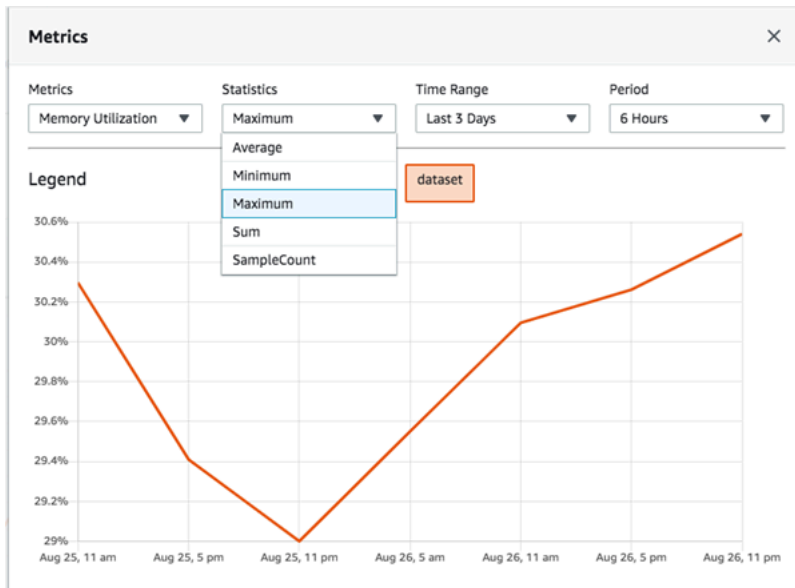 Metrics
Metrics Statistics Time Range Period
Memory Utilization Maximum Last 3 Days 6 Hours
Average
Minimum
Maximum
Sum
SampleCount
Legend dataset
30.6%
30.4%
30.2%
30%
29.8%
29.6%
29.4%
29.2%
29%
Aug 25, 11 am Aug 25, 5 pm Aug 25, 11 pm Aug 26, 5 am Aug 26, 11 am Aug 26, 5 pm Aug 26, 11 pm